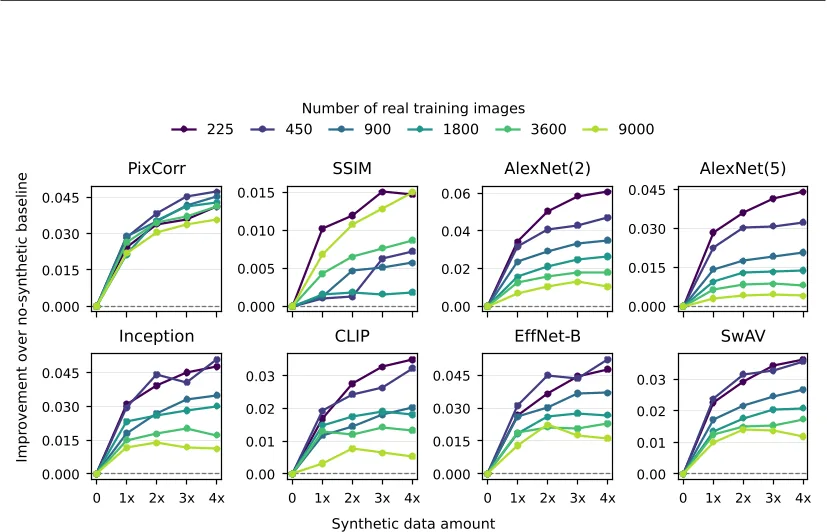 Number of real training images
225 450 900 1800 3600 9000
Improvement over no-synthetic baseline
PixCorr SSIM AlexNet(2) AlexNet(5)
0.045 0.030 0.015 0.000
0.015 0.010 0.005 0.000
0.06 0.04 0.02 0.00
0.045 0.030 0.015 0.000
Inception CLIP EffNet-B SwAV
0.045 0.030 0.015 0.000
0.03 0.02 0.01 0.00
0.045 0.030 0.015 0.000
0.03 0.02 0.01 0.00
0 1x 2x 3x 4x 0 1x 2x 3x 4x 0 1x 2x 3x 4x 0 1x 2x 3x 4x
Synthetic data amount